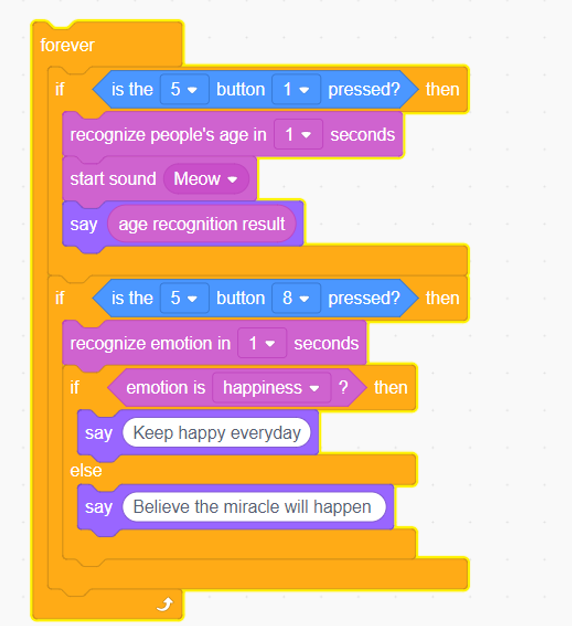 forever
if is the 5 button 1 pressed? then
recognize people's age in 1 seconds
start sound Meow
say age recognition result
if is the 5 button 8 pressed? then
recognize emotion in 1 seconds
if emotion is happiness ? then
say Keep happy everyday
else
say Believe the miracle will happen